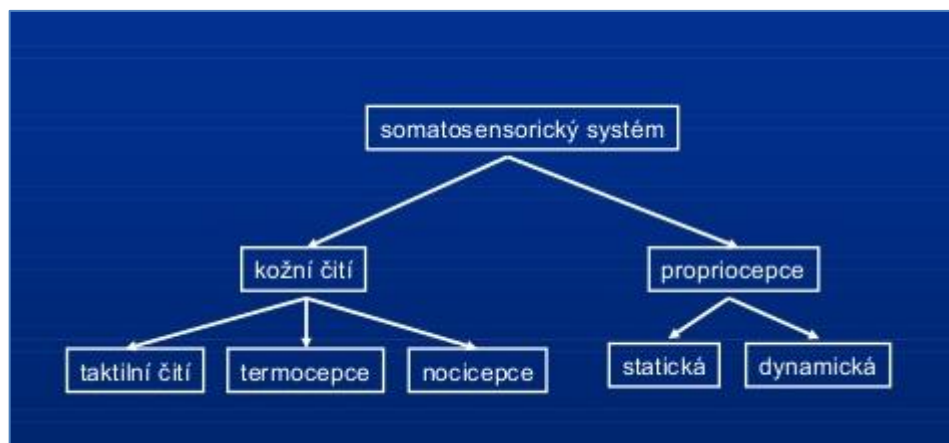 somatosensorický systém
kožní čití
propriocepce
taktilní čití
termocepce
nocicepce
statická
dynamická